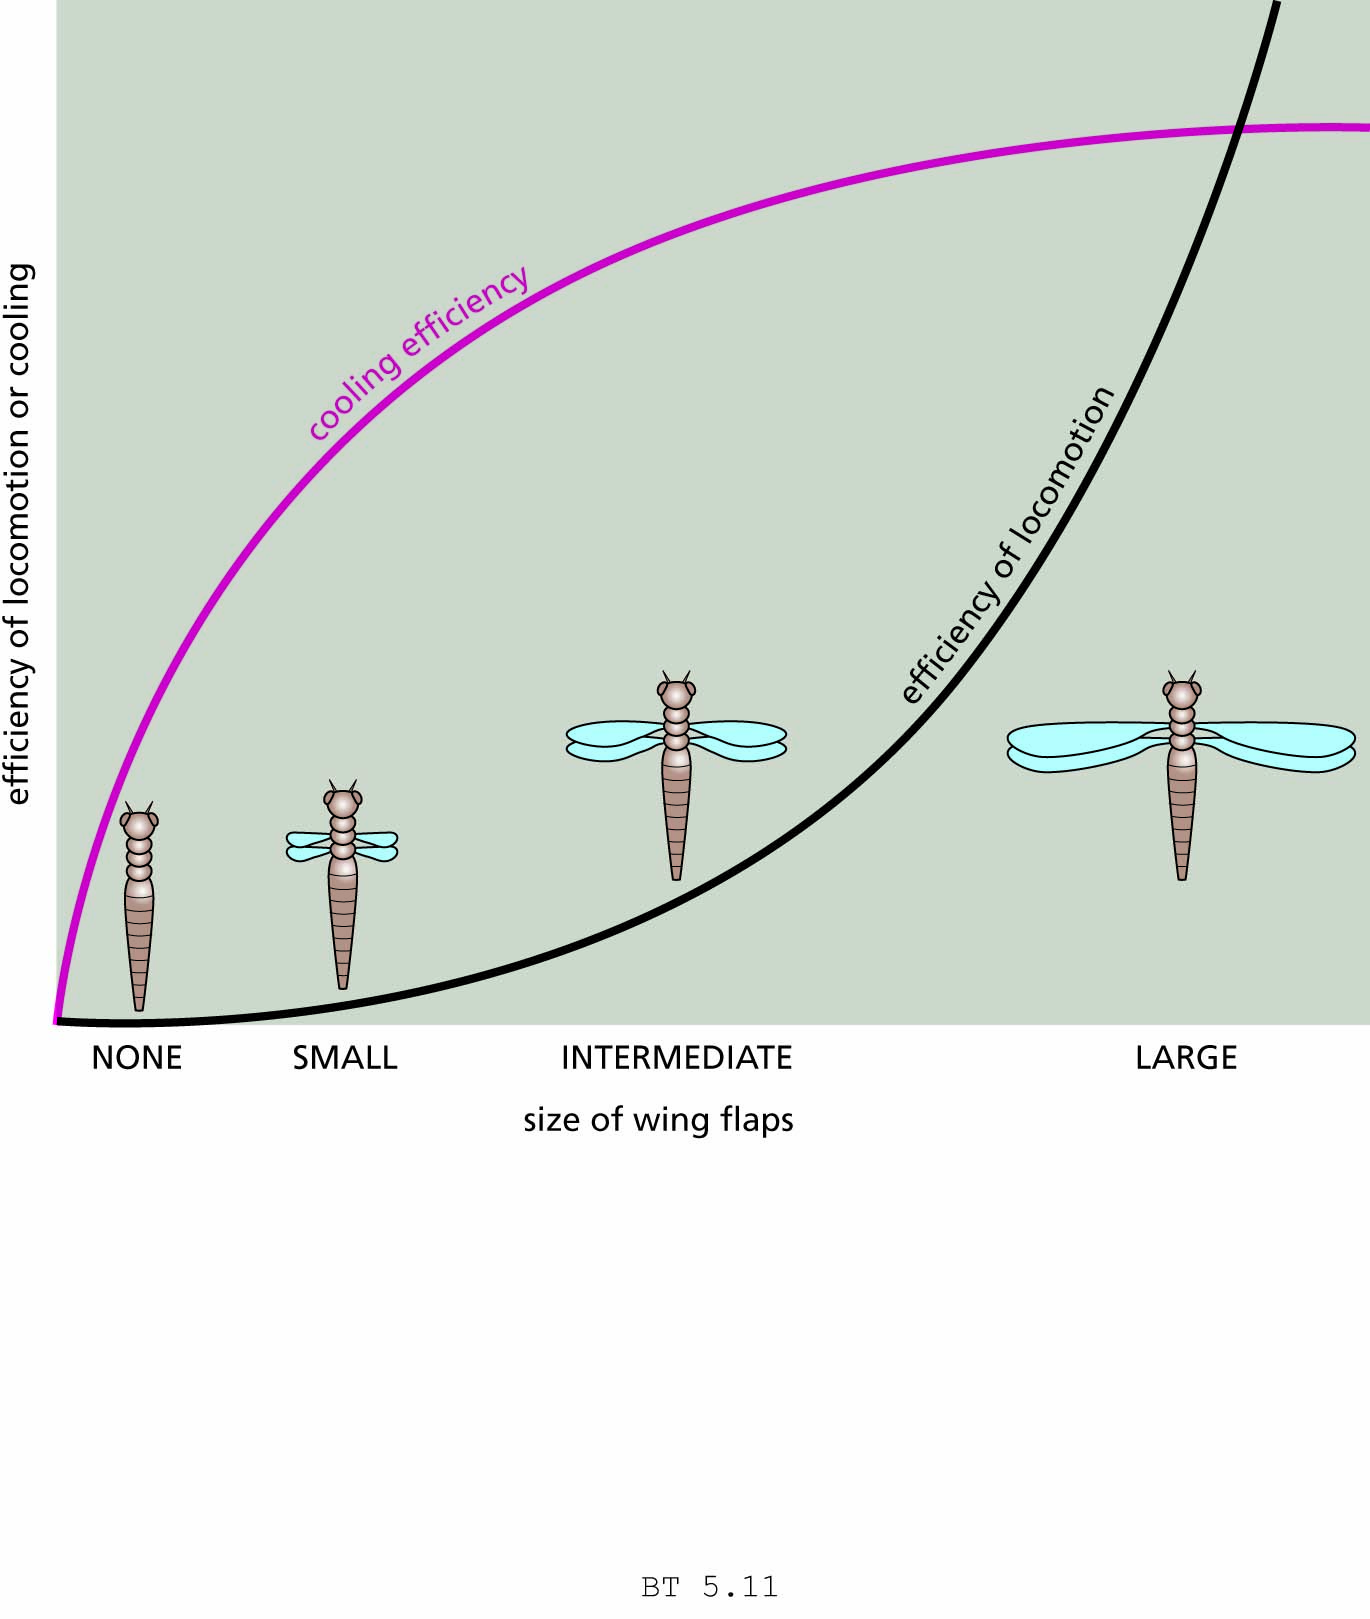 efficiency of locomotion or cooling
cooling efficiency
efficiency of locomotion
NONE
SMALL
INTERMEDIATE
LARGE
size of wing flaps
BT 5.11